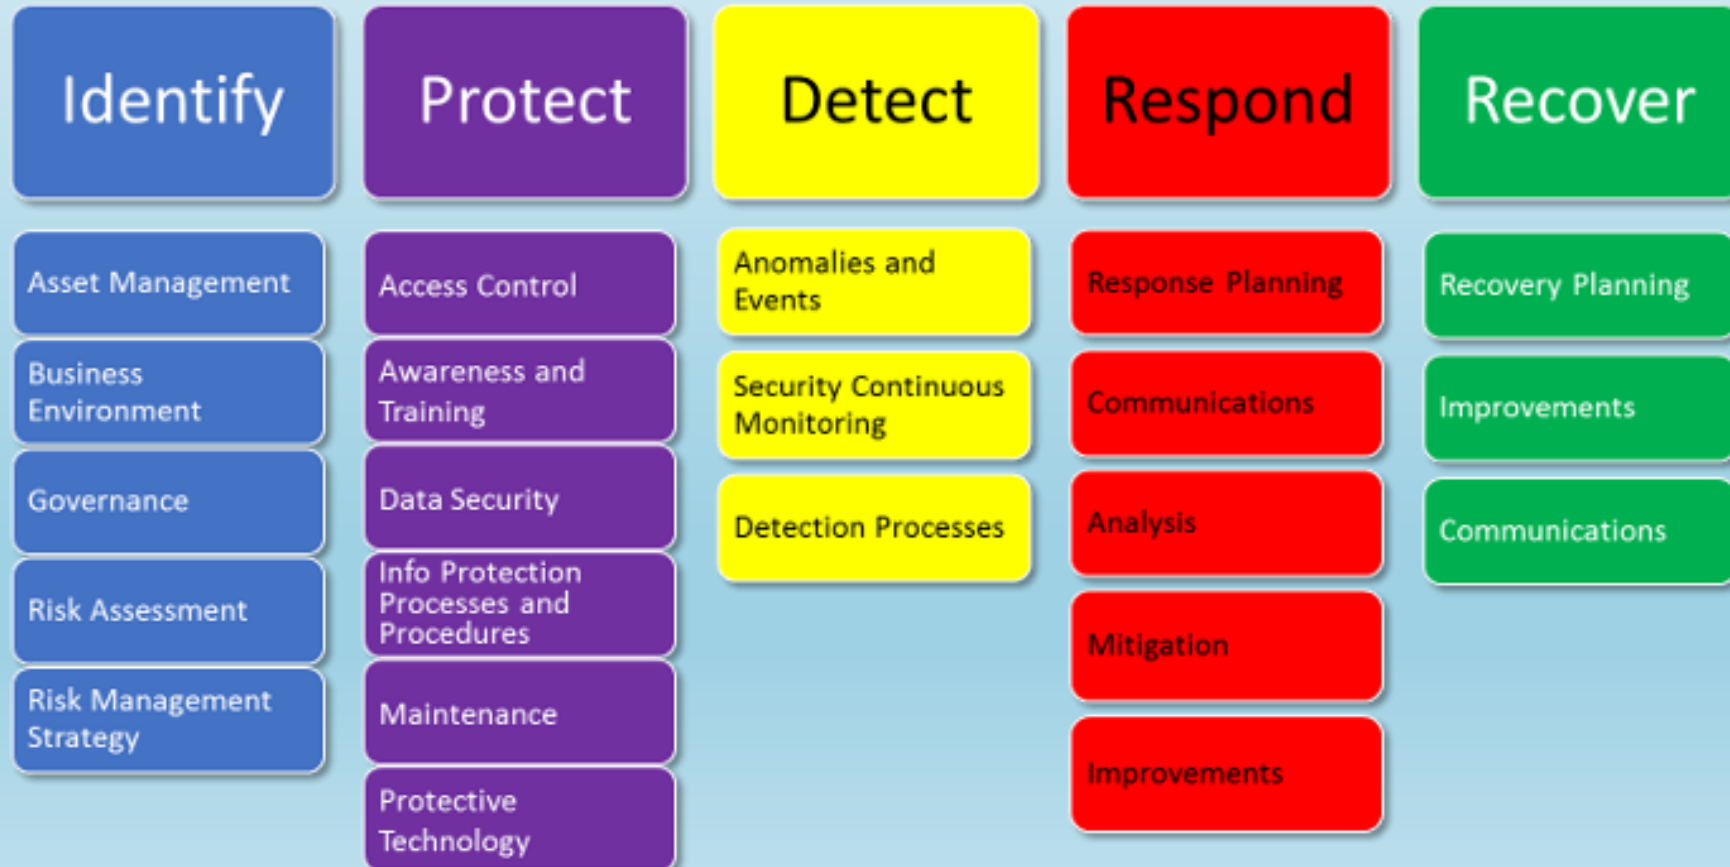 Identify
Protect
Detect
Respond
Recover
Asset Management
Business
Environment
Governance
Risk Assessment
Risk Management
Strategy
Access Control
Awareness and
Training
Data Security
Info Protection
Processes and
Procedures
Maintenance
Protective
Technology
Anomalies and
Events
Security Continuous
Monitoring
Detection Processes
Response Planning
Communications
Analysis
Mitigation
Improvements
Recovery Planning
Improvements
Communications